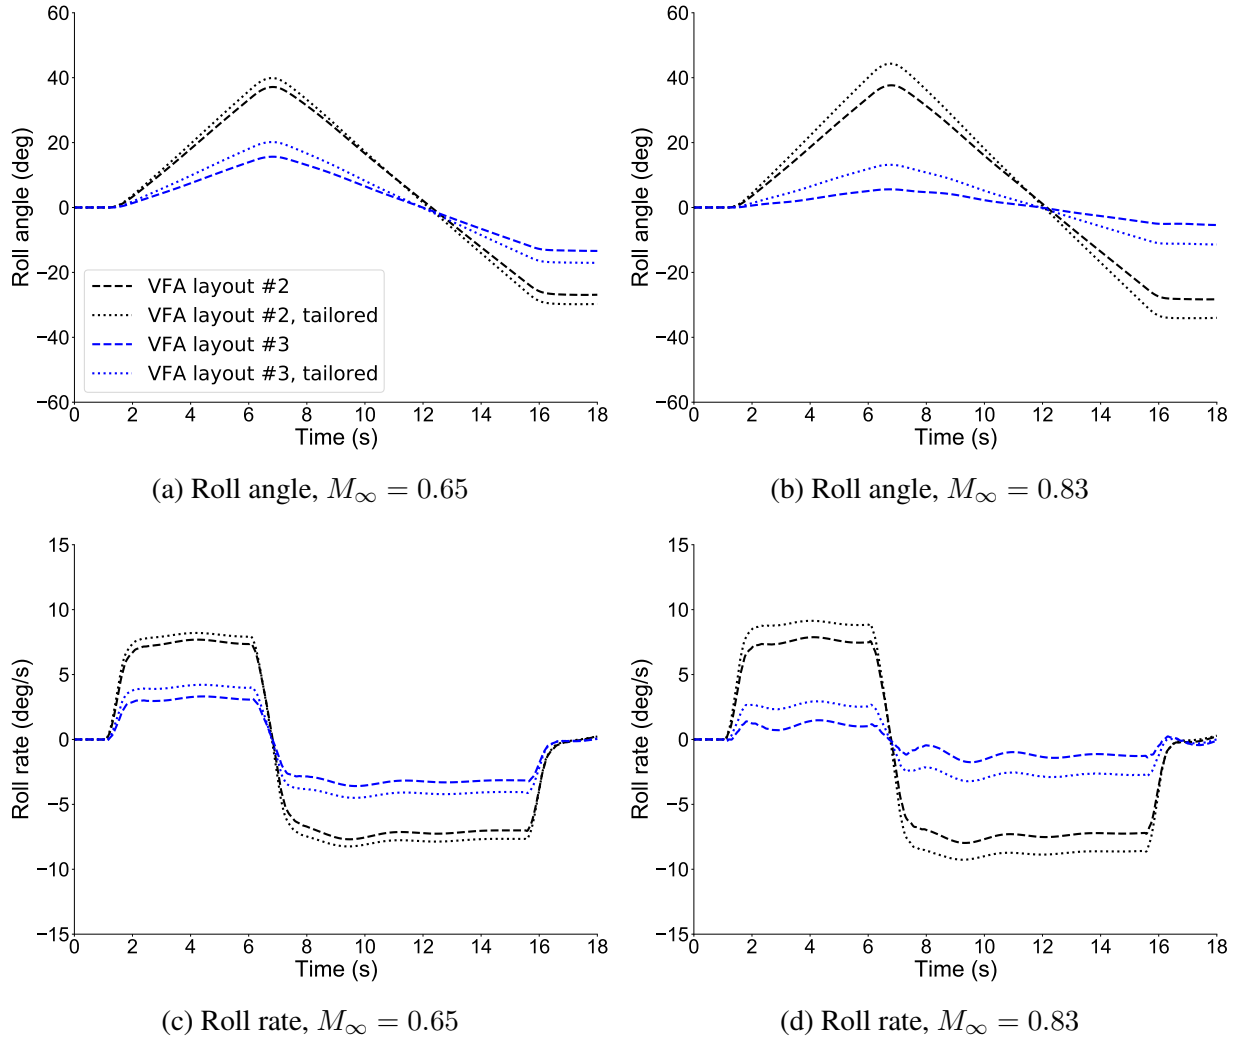 60
40
20
0
−20
−40
−60
Roll angle (deg)
VFA layout #2
VFA layout #2, tailored
VFA layout #3
VFA layout #3, tailored
0 2 4 6 8 10 12 14 16 18
Time (s)
(a) Roll angle, M∞ = 0.65
60
40
20
0
−20
−40
−60
Roll angle (deg)
0 2 4 6 8 10 12 14 16 18
Time (s)
(b) Roll angle, M∞ = 0.83
15
10
5
0
−5
−10
−15
Roll rate (deg/s)
0 2 4 6 8 10 12 14 16 18
Time (s)
(c) Roll rate, M∞ = 0.65
15
10
5
0
−5
−10
−15
Roll rate (deg/s)
0 2 4 6 8 10 12 14 16 18
Time (s)
(d) Roll rate, M∞ = 0.83